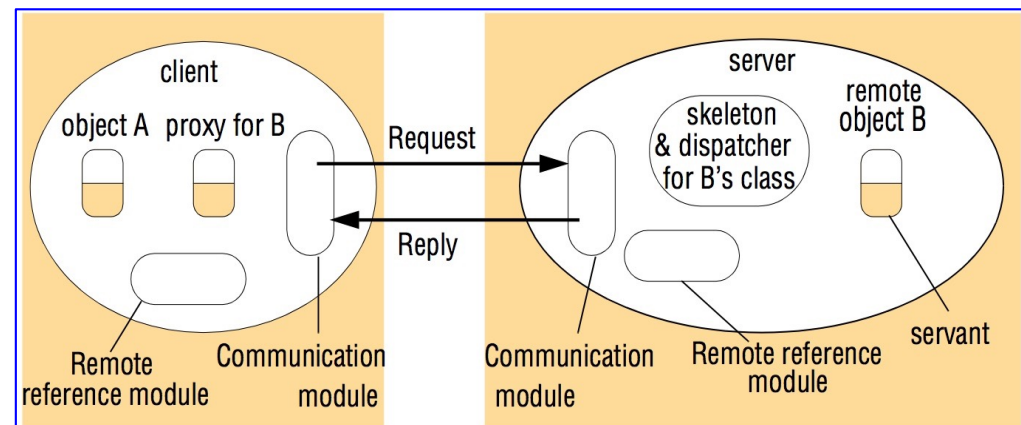 client
object A
proxy for B
Request
Reply
Remote
reference module
Communication
module
server
skeleton
& dispatcher
for B's class
remote
object B
Communication
module
Remote reference
module
servant